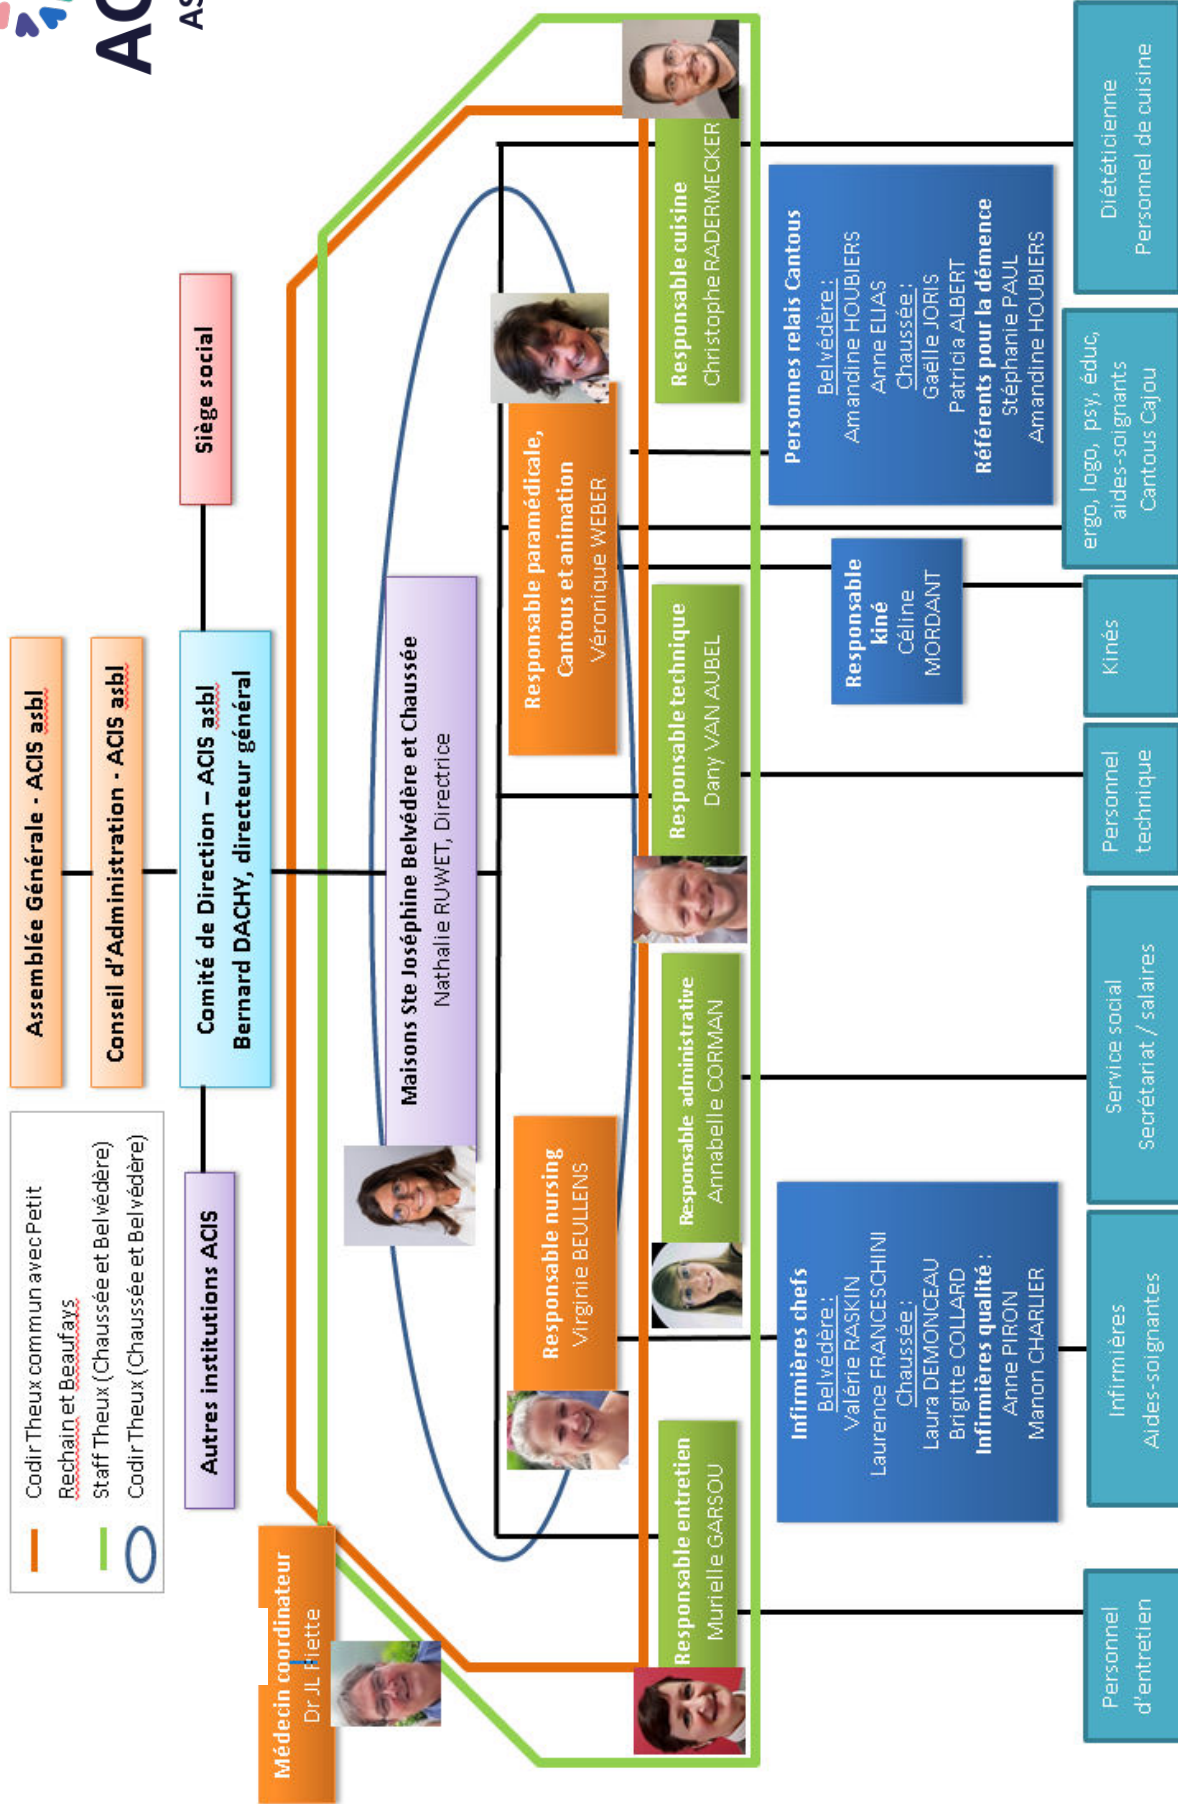 Assemblée Générale - ACIS asbl
Conseil d'Administration - ACIS asbl
Comité de Direction – ACIS asbl
Bernard DACHY, directeur général
Siège social
Autres institutions ACIS
Codir Theux commun avec Petit
Rechain et Beaufays
Staff Theux (Chaussée et Belvédère)
Codir Theux (Chaussée et Belvédère)
Médecin coordinateur
Dr JL Piette
Maisons Ste Joséphine Belvédère et Chaussée
Nathalie RUWET, Directrice
Responsable nursing
Virginie BEULLENS
Responsable paramédicale,
Cantous et animation
Véronique WEBER
Responsable entretien
Murielle GARSOU
Responsable administrative
Annabelle CORMAN
Responsable technique
Dany VAN AUBEL
Responsable cuisine
Christophe RADERMECKER
Infirmières chefs
Belvédère :
Valérie RASKIN
Laurence FRANCESCHINI
Chaussée :
Laura DEMONCEAU
Brigitte COLLARD
Infirmières qualité :
Anne PIRON
Manon CHARLIER
Responsable
kiné
Céline
MORDANT
Personnes relais Cantous
Belvédère :
Amandine HOUBIERS
Anne ELIAS
Chaussée :
Gaëlle JORIS
Patricia ALBERT
Référents pour la démence
Stéphanie PAUL
Amandine HOUBIERS
Personnel
d'entretien
Infirmières
Aides-soignantes
Service social
Secrétariat / salaires
Personnel
technique
Kinés
ergo, logo, psy, éduc,
aides-soignants
Cantous Cajou
Diététicienne
Personnel de cuisine